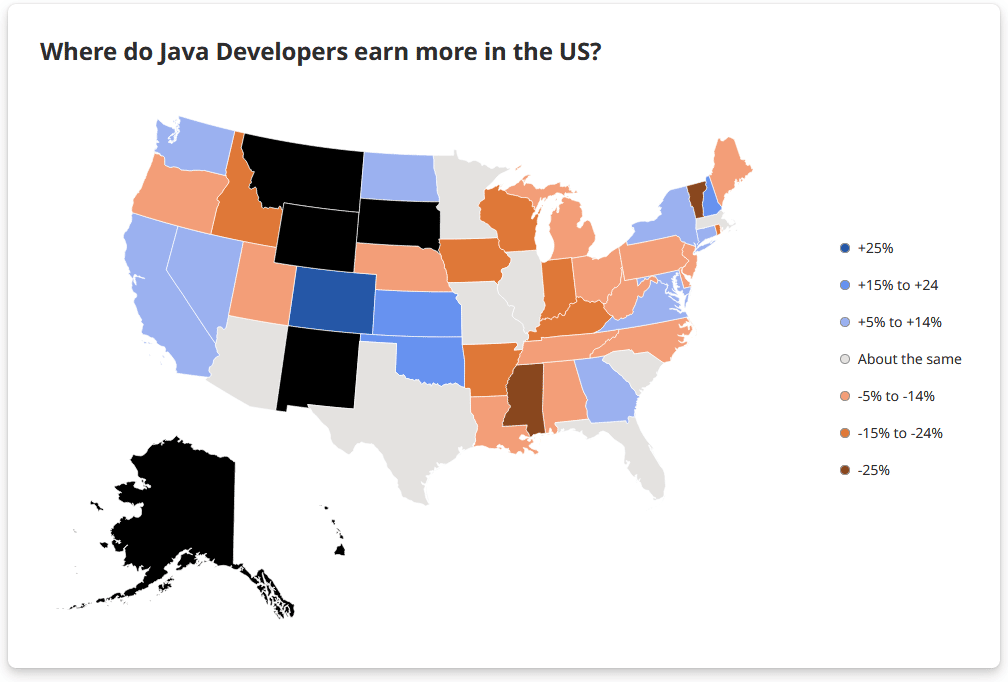 Where do Java Developers earn more in the US?
+25%
+15% to +24
+5% to +14%
About the same
-5% to -14%
-15% to -24%
-25%